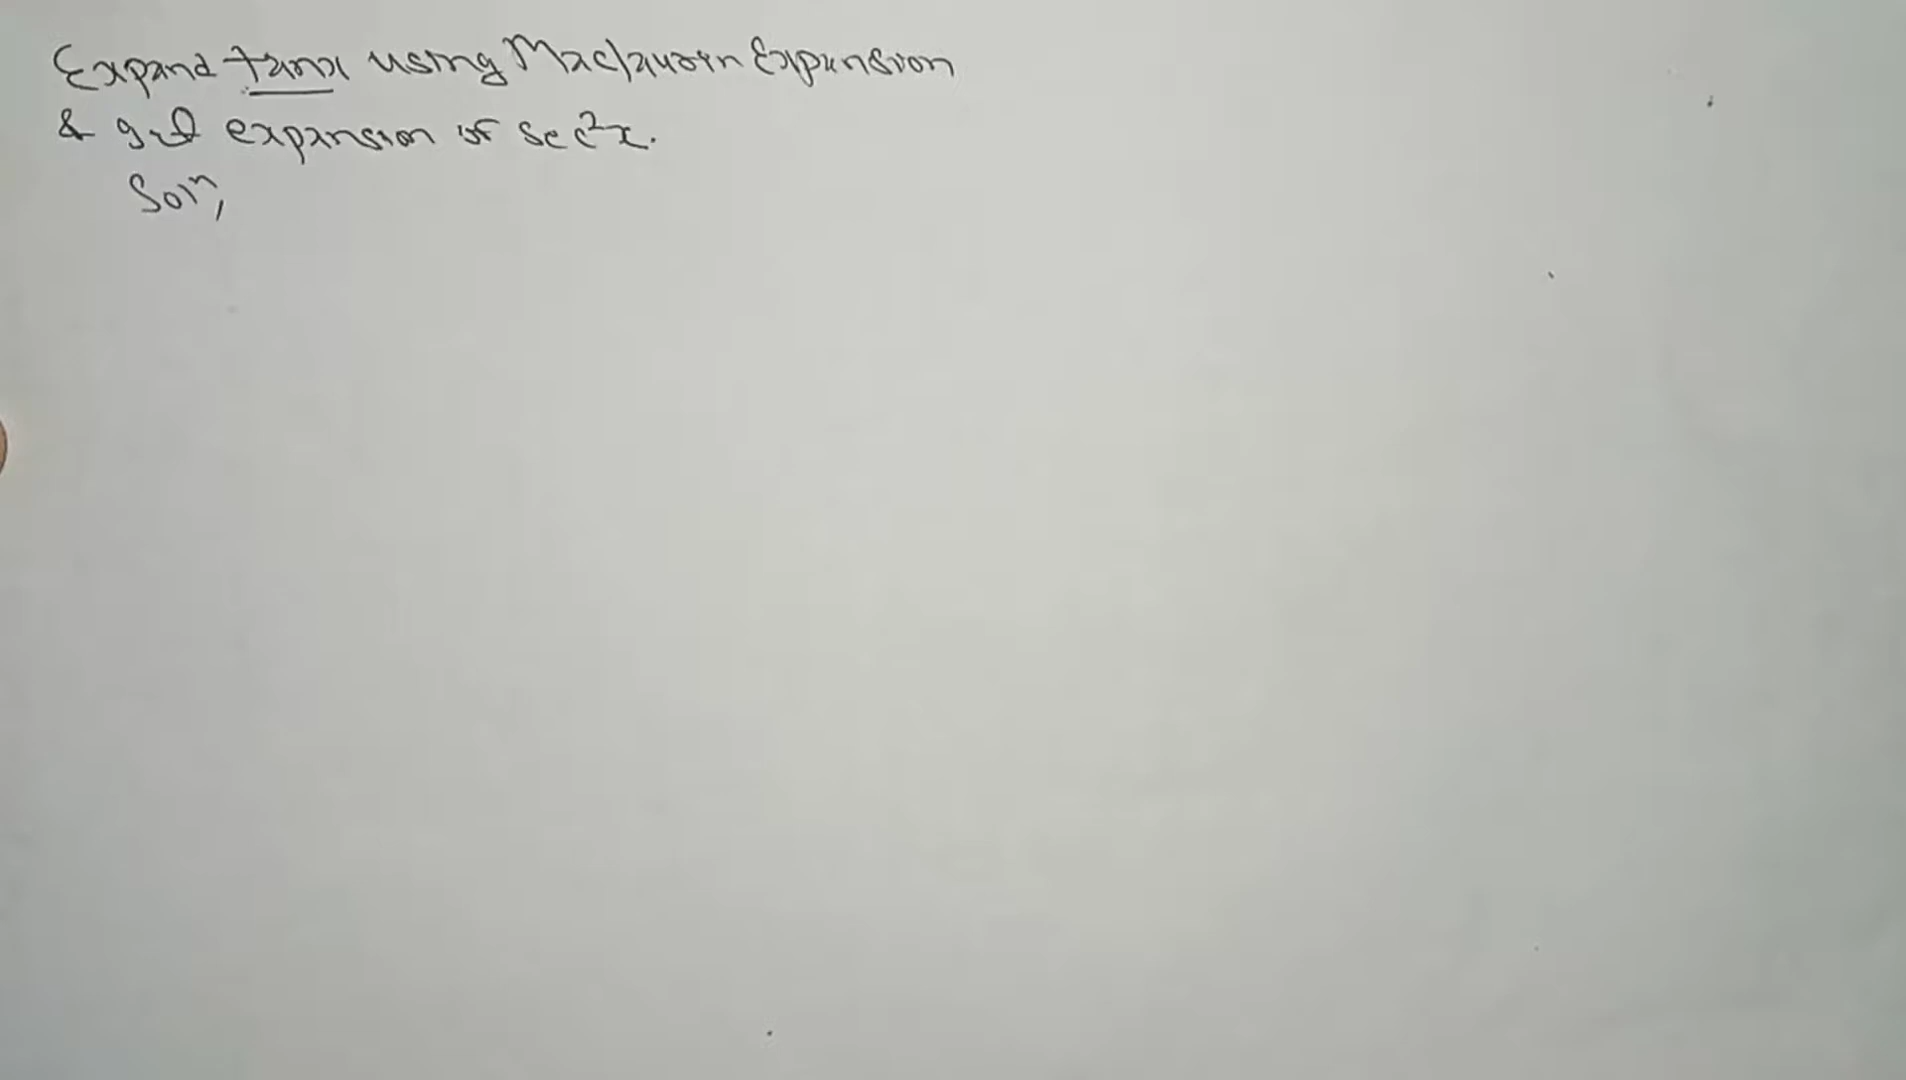 Expand tanx using Maclaurin Expansion
& get expansion of sec²x.
Solⁿ,